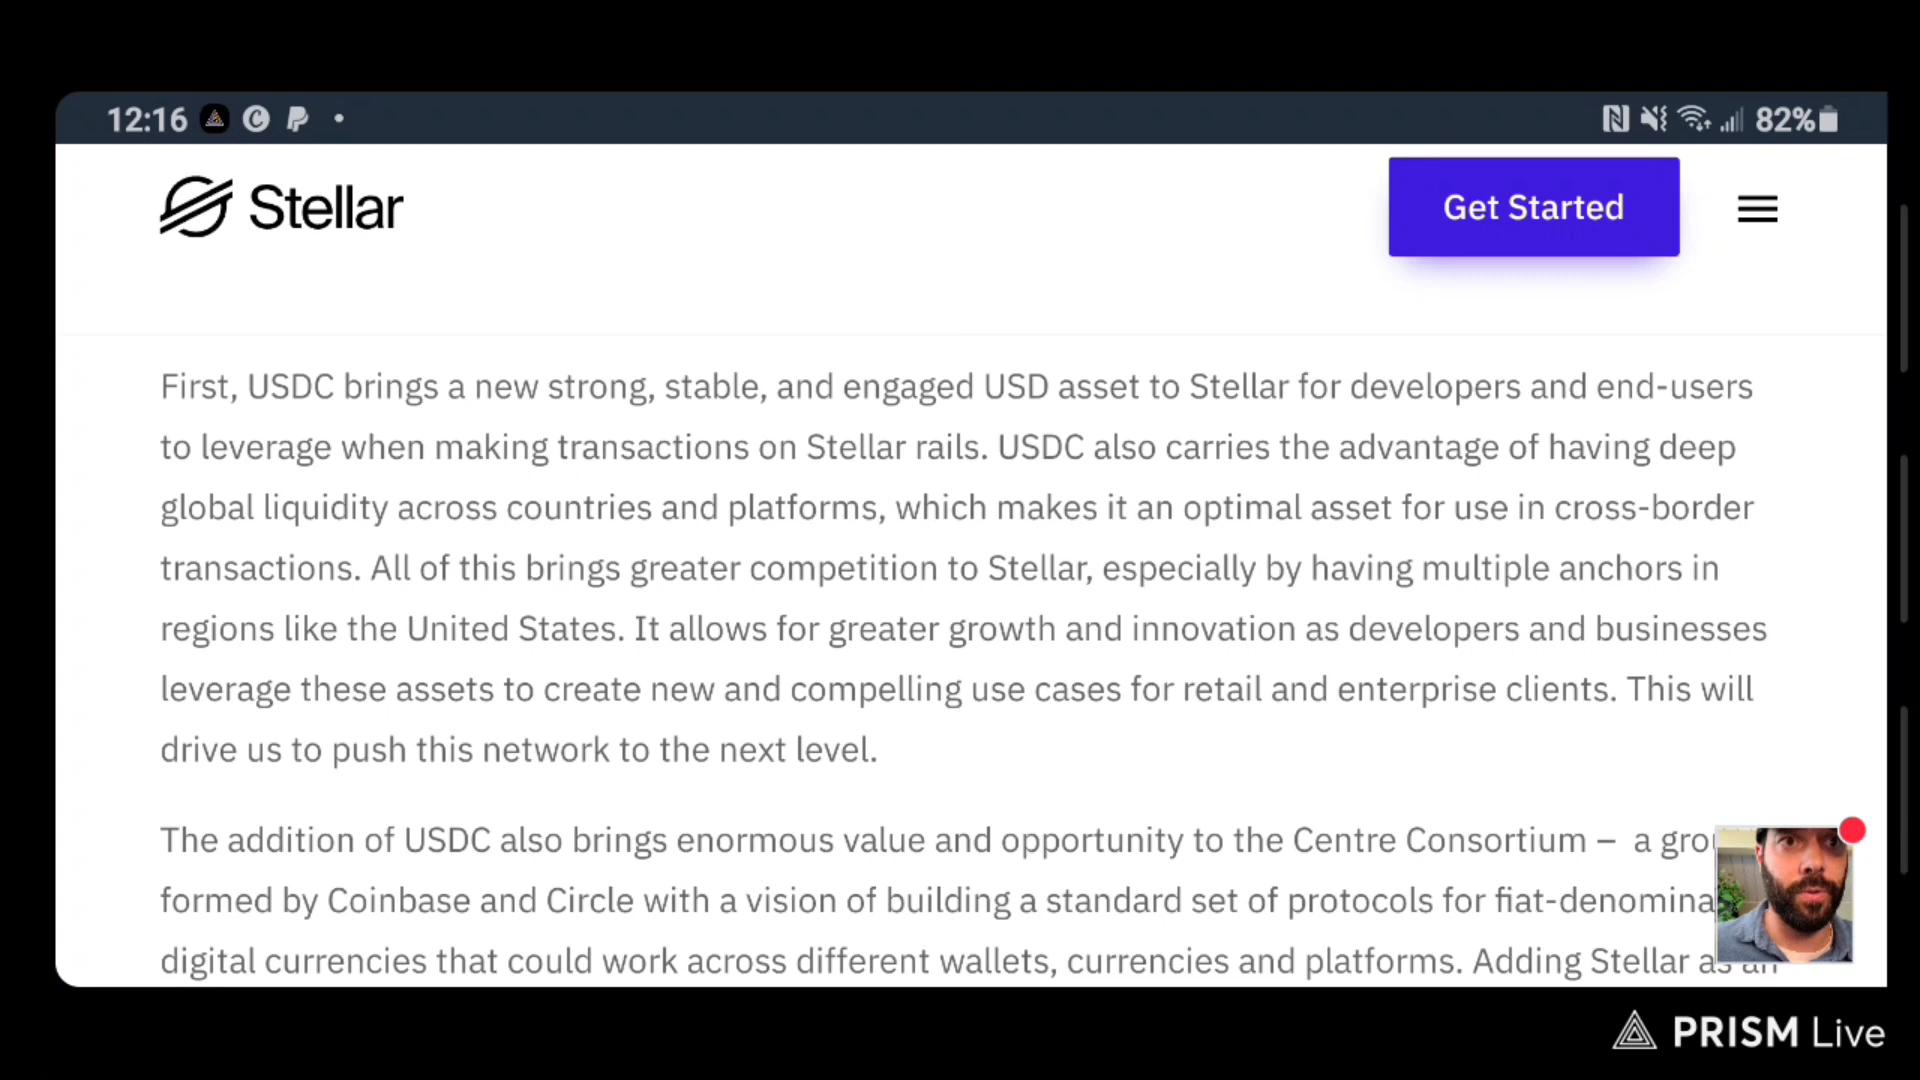 12:16
82%
Stellar
Get Started
First, USDC brings a new strong, stable, and engaged USD asset to Stellar for developers and end-users
to leverage when making transactions on Stellar rails. USDC also carries the advantage of having deep
global liquidity across countries and platforms, which makes it an optimal asset for use in cross-border
transactions. All of this brings greater competition to Stellar, especially by having multiple anchors in
regions like the United States. It allows for greater growth and innovation as developers and businesses
leverage these assets to create new and compelling use cases for retail and enterprise clients. This will
drive us to push this network to the next level.
The addition of USDC also brings enormous value and opportunity to the Centre Consortium – a
formed by Coinbase and Circle with a vision of building a standard set of protocols for
digital currencies that could work across different wallets, currencies and platforms. Adding Stellar as an
PRISM Live